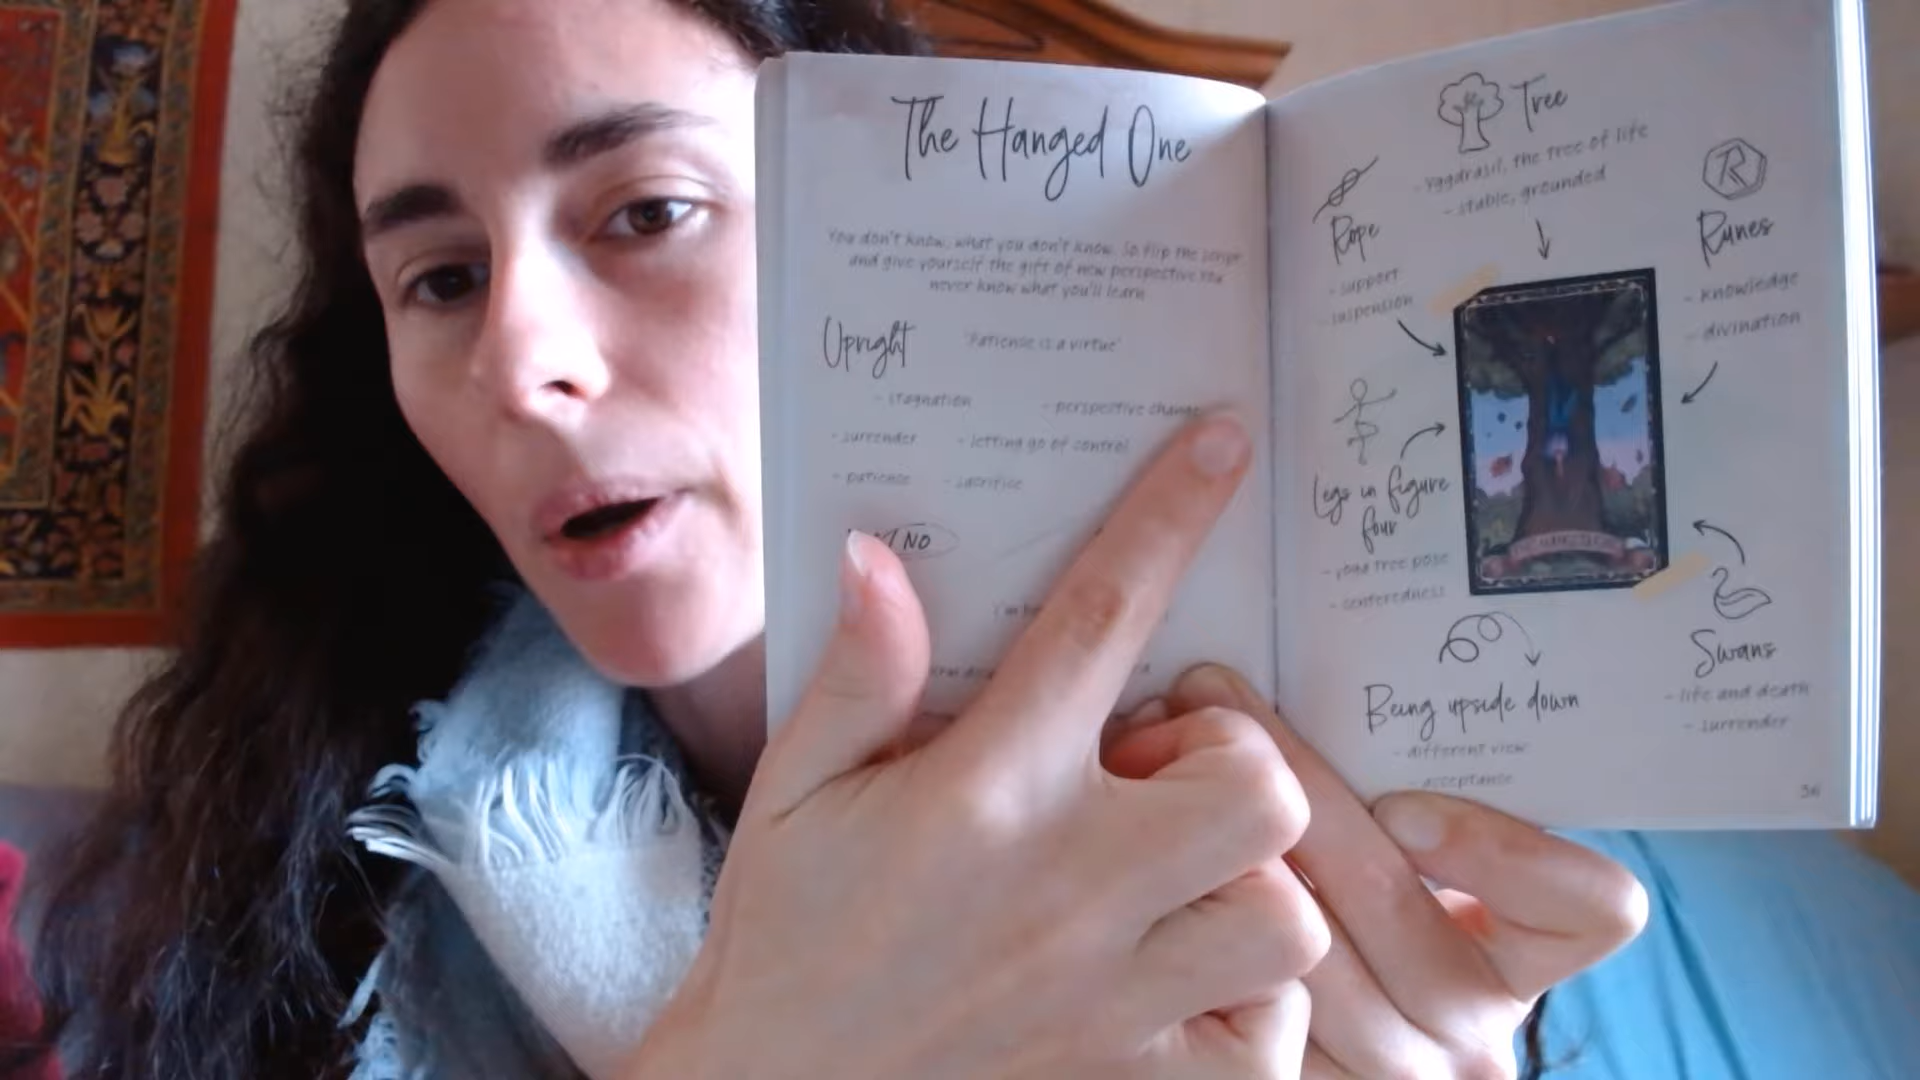 The Hanged One
You don't know, what you don't know. So flip the script
and give yourself the gift of new perspective. You
never know what you'll learn
Upright
"Patiense is a virtue"
- stagnation
- perspective change
- surrender
- letting go of control
- patience
- sacrifice
NO
Tree
- Yggdrasil, the tree of life
- stable, grounded
Rope
- support
- suspension
Runes
- knowledge
- divination
Legs in figure
four
- yoga tree pose
- centeredness
Being upside down
- different view
- acceptance
Swans
- life and death
- surrender
36